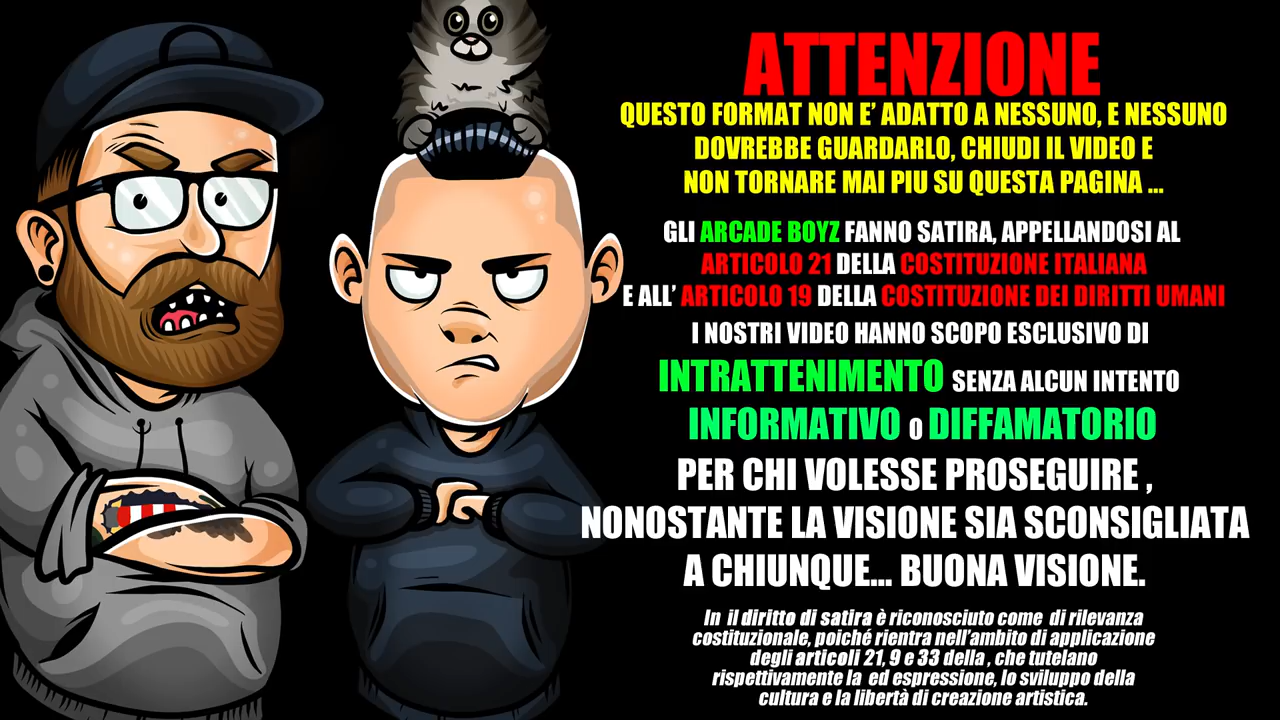 ATTENZIONE
QUESTO FORMAT NON E' ADATTO A NESSUNO, E NESSUNO
DOVREBBE GUARDARLO, CHIUDI IL VIDEO E
NON TORNARE MAI PIU SU QUESTA PAGINA ...
GLI ARCADE BOYZ FANNO SATIRA, APPELLANDOSI AL
ARTICOLO 21 DELLA COSTITUZIONE ITALIANA
E ALL' ARTICOLO 19 DELLA COSTITUZIONE DEI DIRITTI UMANI
I NOSTRI VIDEO HANNO SCOPO ESCLUSIVO DI
INTRATTENIMENTO SENZA ALCUN INTENTO
INFORMATIVO O DIFFAMATORIO
PER CHI VOLESSE PROSEGUIRE ,
NONOSTANTE LA VISIONE SIA SCONSIGLIATA
A CHIUNQUE... BUONA VISIONE.
In il diritto di satira è riconosciuto come di rilevanza
costituzionale, poiché rientra nell'ambito di applicazione
degli articoli 21, 9 e 33 della , che tutelano
rispettivamente la ed espressione, lo sviluppo della
cultura e la libertà di creazione artistica.